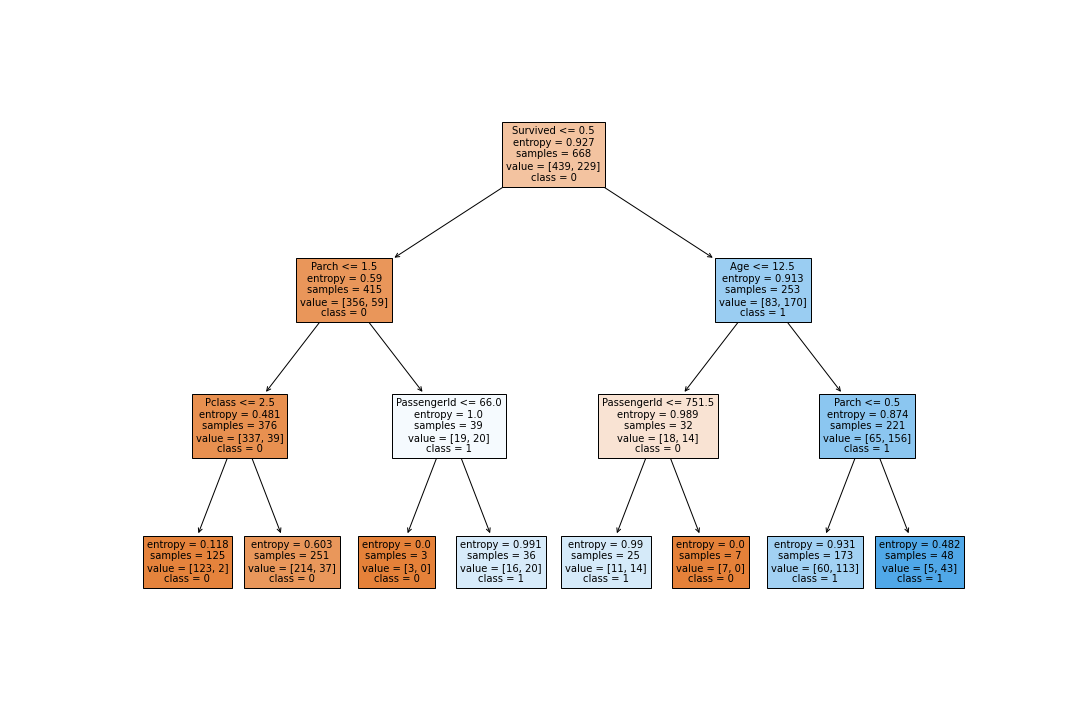 Survived <= 0.5
entropy = 0.927
samples = 668
value = [439, 229]
class = 0
Parch <= 1.5
entropy = 0.59
samples = 415
value = [356, 59]
class = 0
Age <= 12.5
entropy = 0.913
samples = 253
value = [83, 170]
class = 1
Pclass <= 2.5
entropy = 0.481
samples = 376
value = [337, 39]
class = 0
PassengerId <= 66.0
entropy = 1.0
samples = 39
value = [19, 20]
class = 1
PassengerId <= 751.5
entropy = 0.989
samples = 32
value = [18, 14]
class = 0
Parch <= 0.5
entropy = 0.874
samples = 221
value = [65, 156]
class = 1
entropy = 0.118
samples = 125
value = [123, 2]
class = 0
entropy = 0.603
samples = 251
value = [214, 37]
class = 0
entropy = 0.0
samples = 3
value = [3, 0]
class = 0
entropy = 0.991
samples = 36
value = [16, 20]
class = 1
entropy = 0.99
samples = 25
value = [11, 14]
class = 1
entropy = 0.0
samples = 7
value = [7, 0]
class = 0
entropy = 0.931
samples = 173
value = [60, 113]
class = 1
entropy = 0.482
samples = 48
value = [5, 43]
class = 1